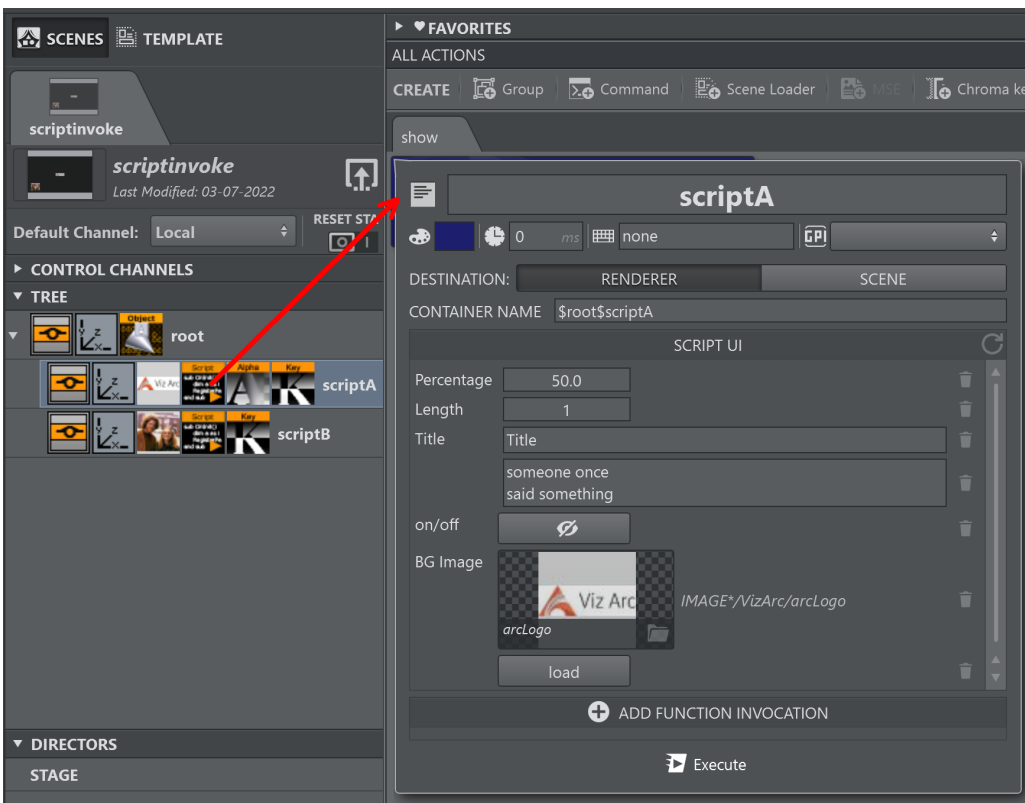 SCENES TEMPLATE
scriptinvoke
scriptinvoke
Last Modified: 03-07-2022
Default Channel: Local
RESET STA
CONTROL CHANNELS
TREE
Object
root
Viz Arc Script Alpha Key
scriptA
Script Key
scriptB
DIRECTORS
STAGE
FAVORITES
ALL ACTIONS
CREATE Group Command Scene Loader MSE Chroma ke
show
scriptA
0 ms none GPI
DESTINATION: RENDERER SCENE
CONTAINER NAME $root$scriptA
SCRIPT UI
Percentage 50.0
Length 1
Title Title
someone once
said something
on/off
BG Image
Viz Arc
arcLogo
IMAGE*/VizArc/arcLogo
load
ADD FUNCTION INVOCATION
Execute